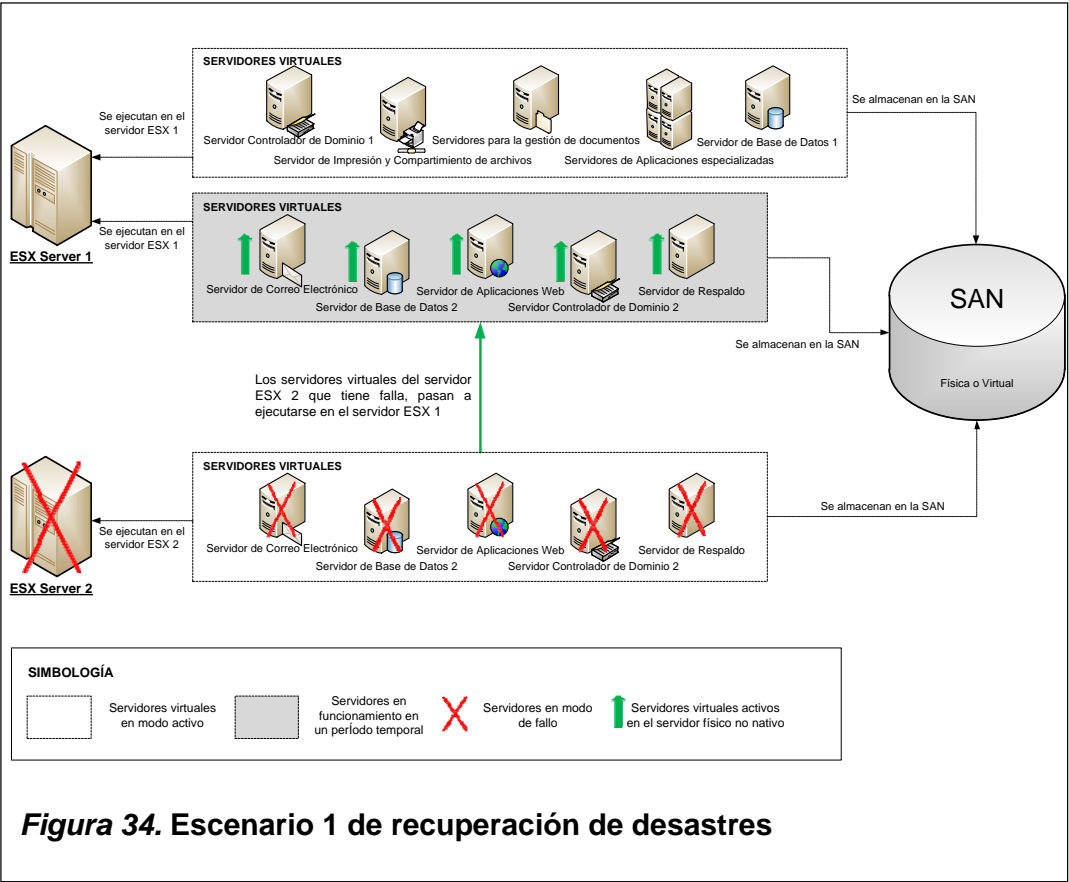 SERVIDORES VIRTUALES
Se ejecutan en el
servidor ESX 1
Servidor Controlador de Dominio 1
Servidores para la gestión de documentos
Servidor de Base de Datos 1
Servidor de Impresión y Compartimiento de archivos
Servidores de Aplicaciones especializadas
Se almacenan en la SAN
ESX Server 1
SERVIDORES VIRTUALES
Se ejecutan en el
servidor ESX 1
Servidor de Correo Electrónico
Servidor de Aplicaciones Web
Servidor de Respaldo
Servidor de Base de Datos 2
Servidor Controlador de Dominio 2
Se almacenan en la SAN
SAN
Física o Virtual
Los servidores virtuales del servidor
ESX 2 que tiene falla, pasan a
ejecutarse en el servidor ESX 1
SERVIDORES VIRTUALES
Se ejecutan en el
servidor ESX 2
Servidor de Correo Electrónico
Servidor de Aplicaciones Web
Servidor de Respaldo
Servidor de Base de Datos 2
Servidor Controlador de Dominio 2
Se almacenan en la SAN
ESX Server 2
SIMBOLOGÍA
Servidores virtuales
en modo activo
Servidores en
funcionamiento en
un perÍodo temporal
Servidores en modo
de fallo
Servidores virtuales activos
en el servidor físico no nativo
Figura 34. Escenario 1 de recuperación de desastres